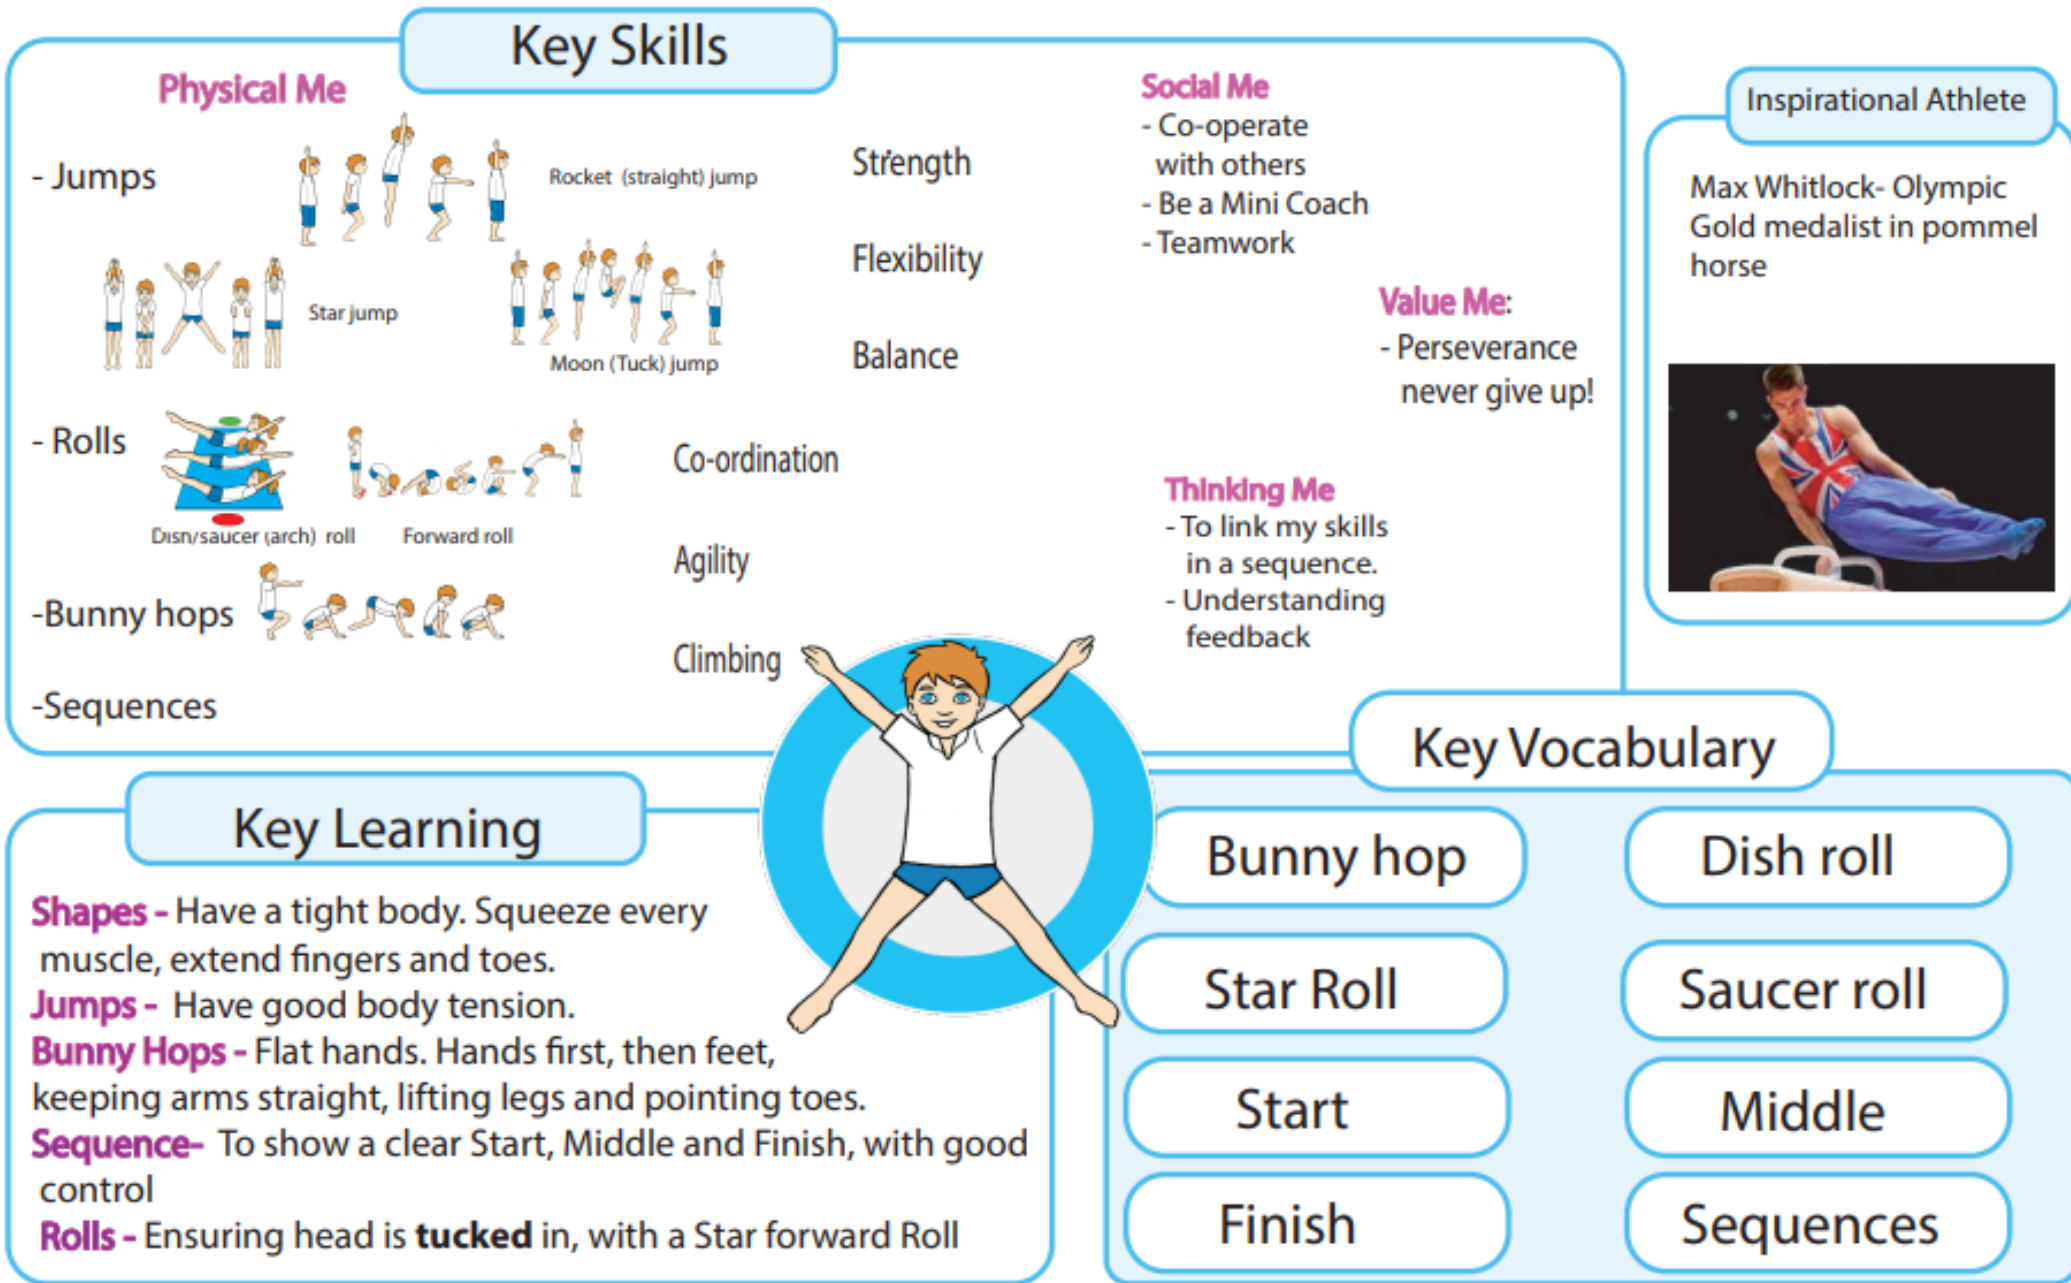 Key Skills
Physical Me
- Jumps
Rocket (straight) jump
Star jump
Moon (Tuck) jump
- Rolls
Disn/saucer (arch) roll
Forward roll
-Bunny hops
-Sequences
Strength
Flexibility
Balance
Co-ordination
Agility
Climbing
Social Me
- Co-operate
with others
- Be a Mini Coach
- Teamwork
Value Me:
- Perseverance
never give up!
Thinking Me
- To link my skills
in a sequence.
- Understanding
feedback
Inspirational Athlete
Max Whitlock- Olympic
Gold medalist in pommel
horse
Key Learning
Shapes - Have a tight body. Squeeze every
muscle, extend fingers and toes.
Jumps - Have good body tension.
Bunny Hops - Flat hands. Hands first, then feet,
keeping arms straight, lifting legs and pointing toes.
Sequence- To show a clear Start, Middle and Finish, with good
control
Rolls - Ensuring head is tucked in, with a Star forward Roll
Key Vocabulary
Bunny hop
Dish roll
Star Roll
Saucer roll
Start
Middle
Finish
Sequences